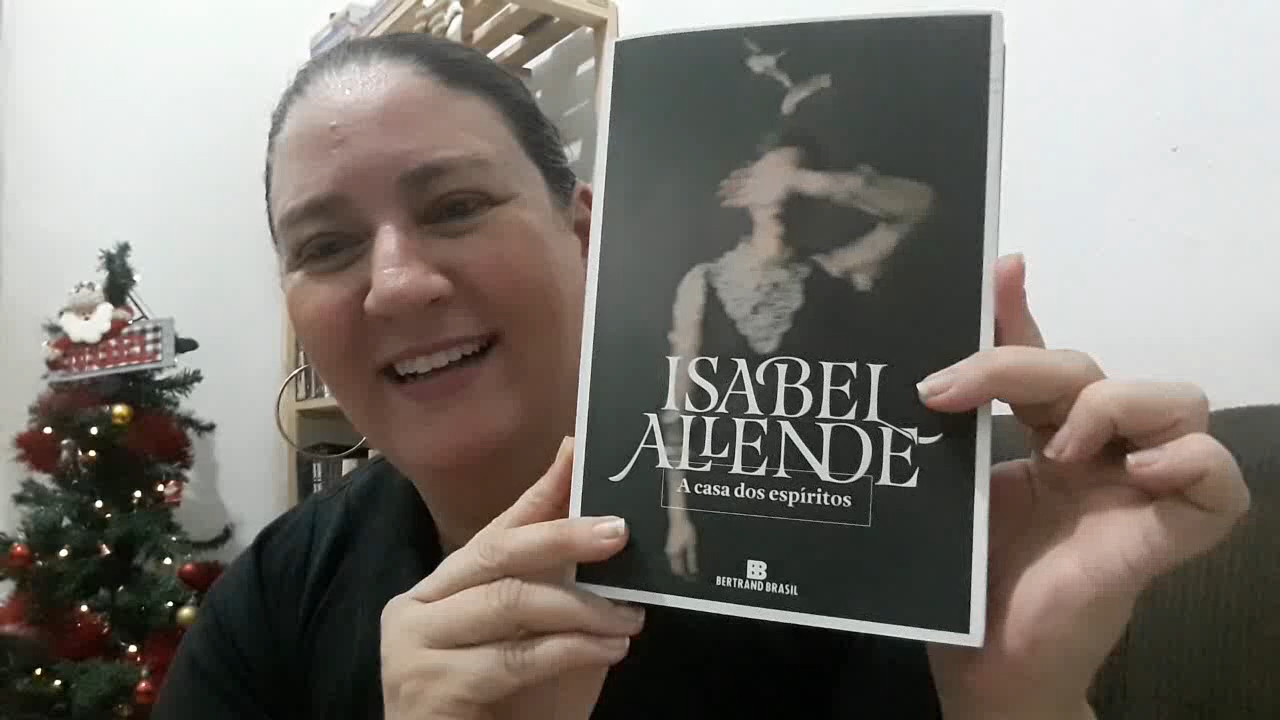 ISABEL
ALLENDE
A casa dos espíritos
BB
BERTRAND BRASIL